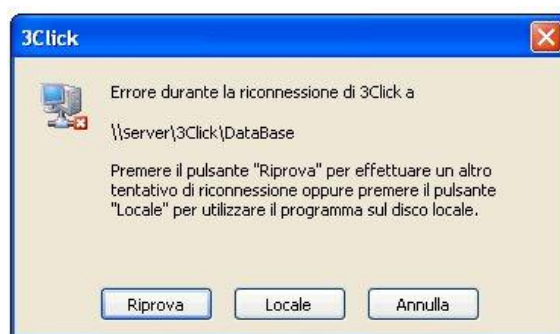 3Click
Errore durante la riconnessione di 3Click a
\\server\3Click\DataBase
Premere il pulsante "Riprova" per effettuare un altro
tentativo di riconnessione oppure premere il pulsante
"Locale" per utilizzare il programma sul disco locale.
Riprova
Locale
Annulla